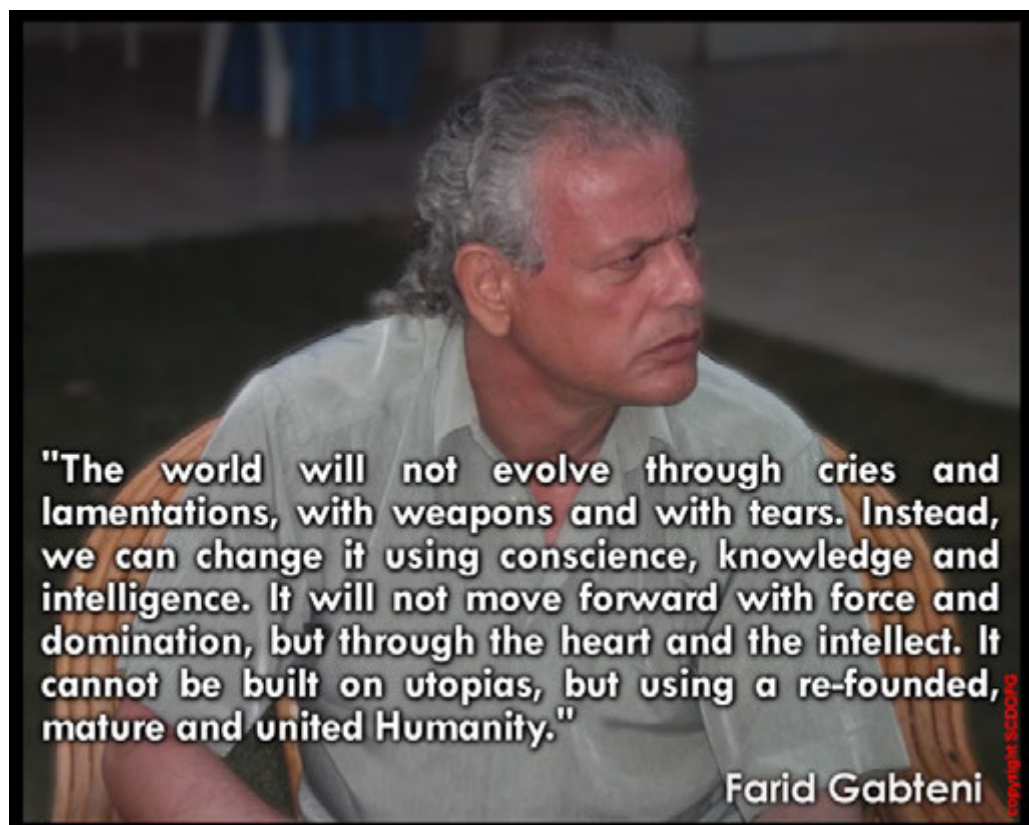 "The world will not evolve through cries and
lamentations, with weapons and with tears. Instead,
we can change it using conscience, knowledge and
intelligence. It will not move forward with force and
domination, but through the heart and the intellect. It
cannot be built on utopias, but using a re-founded,
mature and united Humanity."
Farid Gabteni
copyright SCDOFG